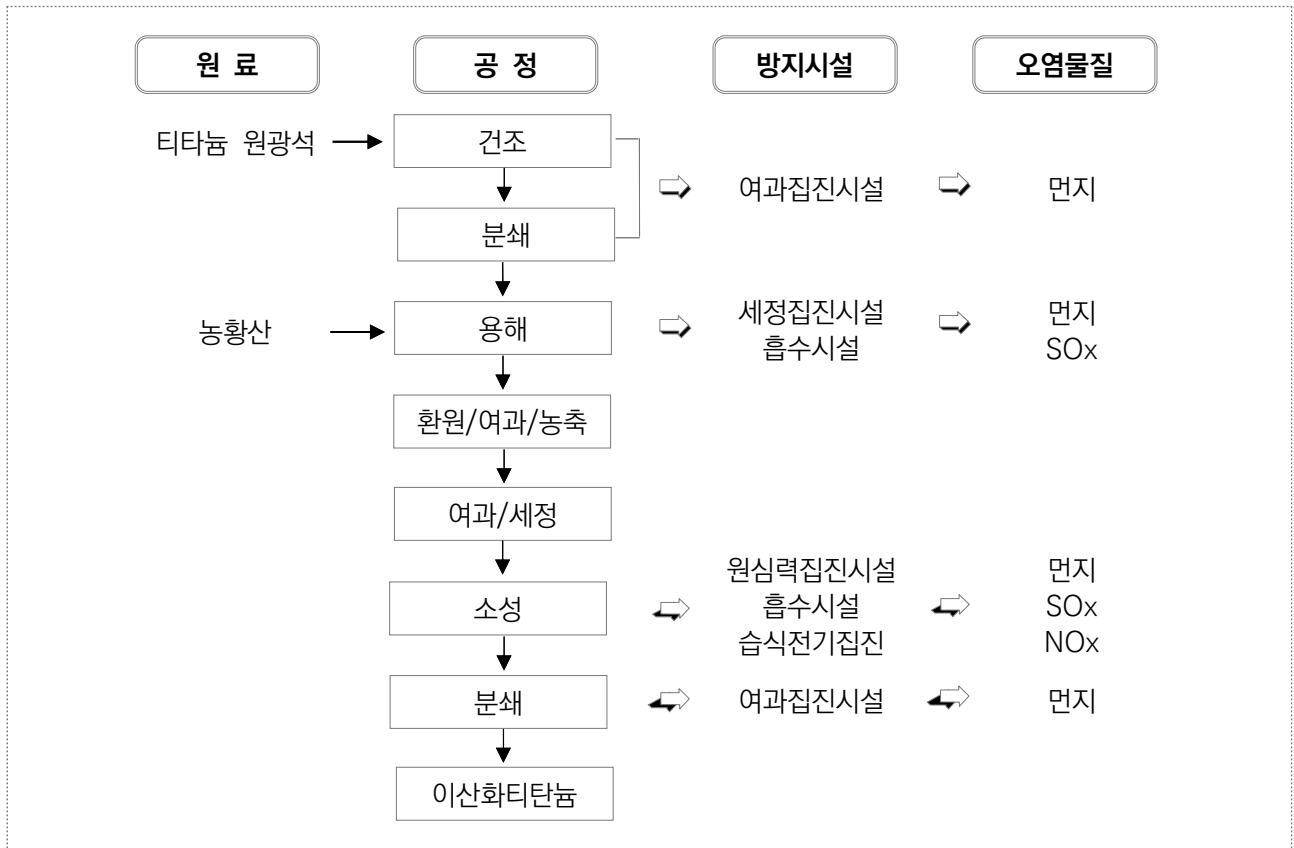 원 료
공 정
방지시설
오염물질
티타늄 원광석
건조
분쇄
여과집진시설
먼지
농황산
용해
세정집진시설
흡수시설
먼지
SOx
환원/여과/농축
여과/세정
소성
원심력집진시설
흡수시설
습식전기집진
먼지
SOx
NOx
분쇄
여과집진시설
먼지
이산화티탄늄